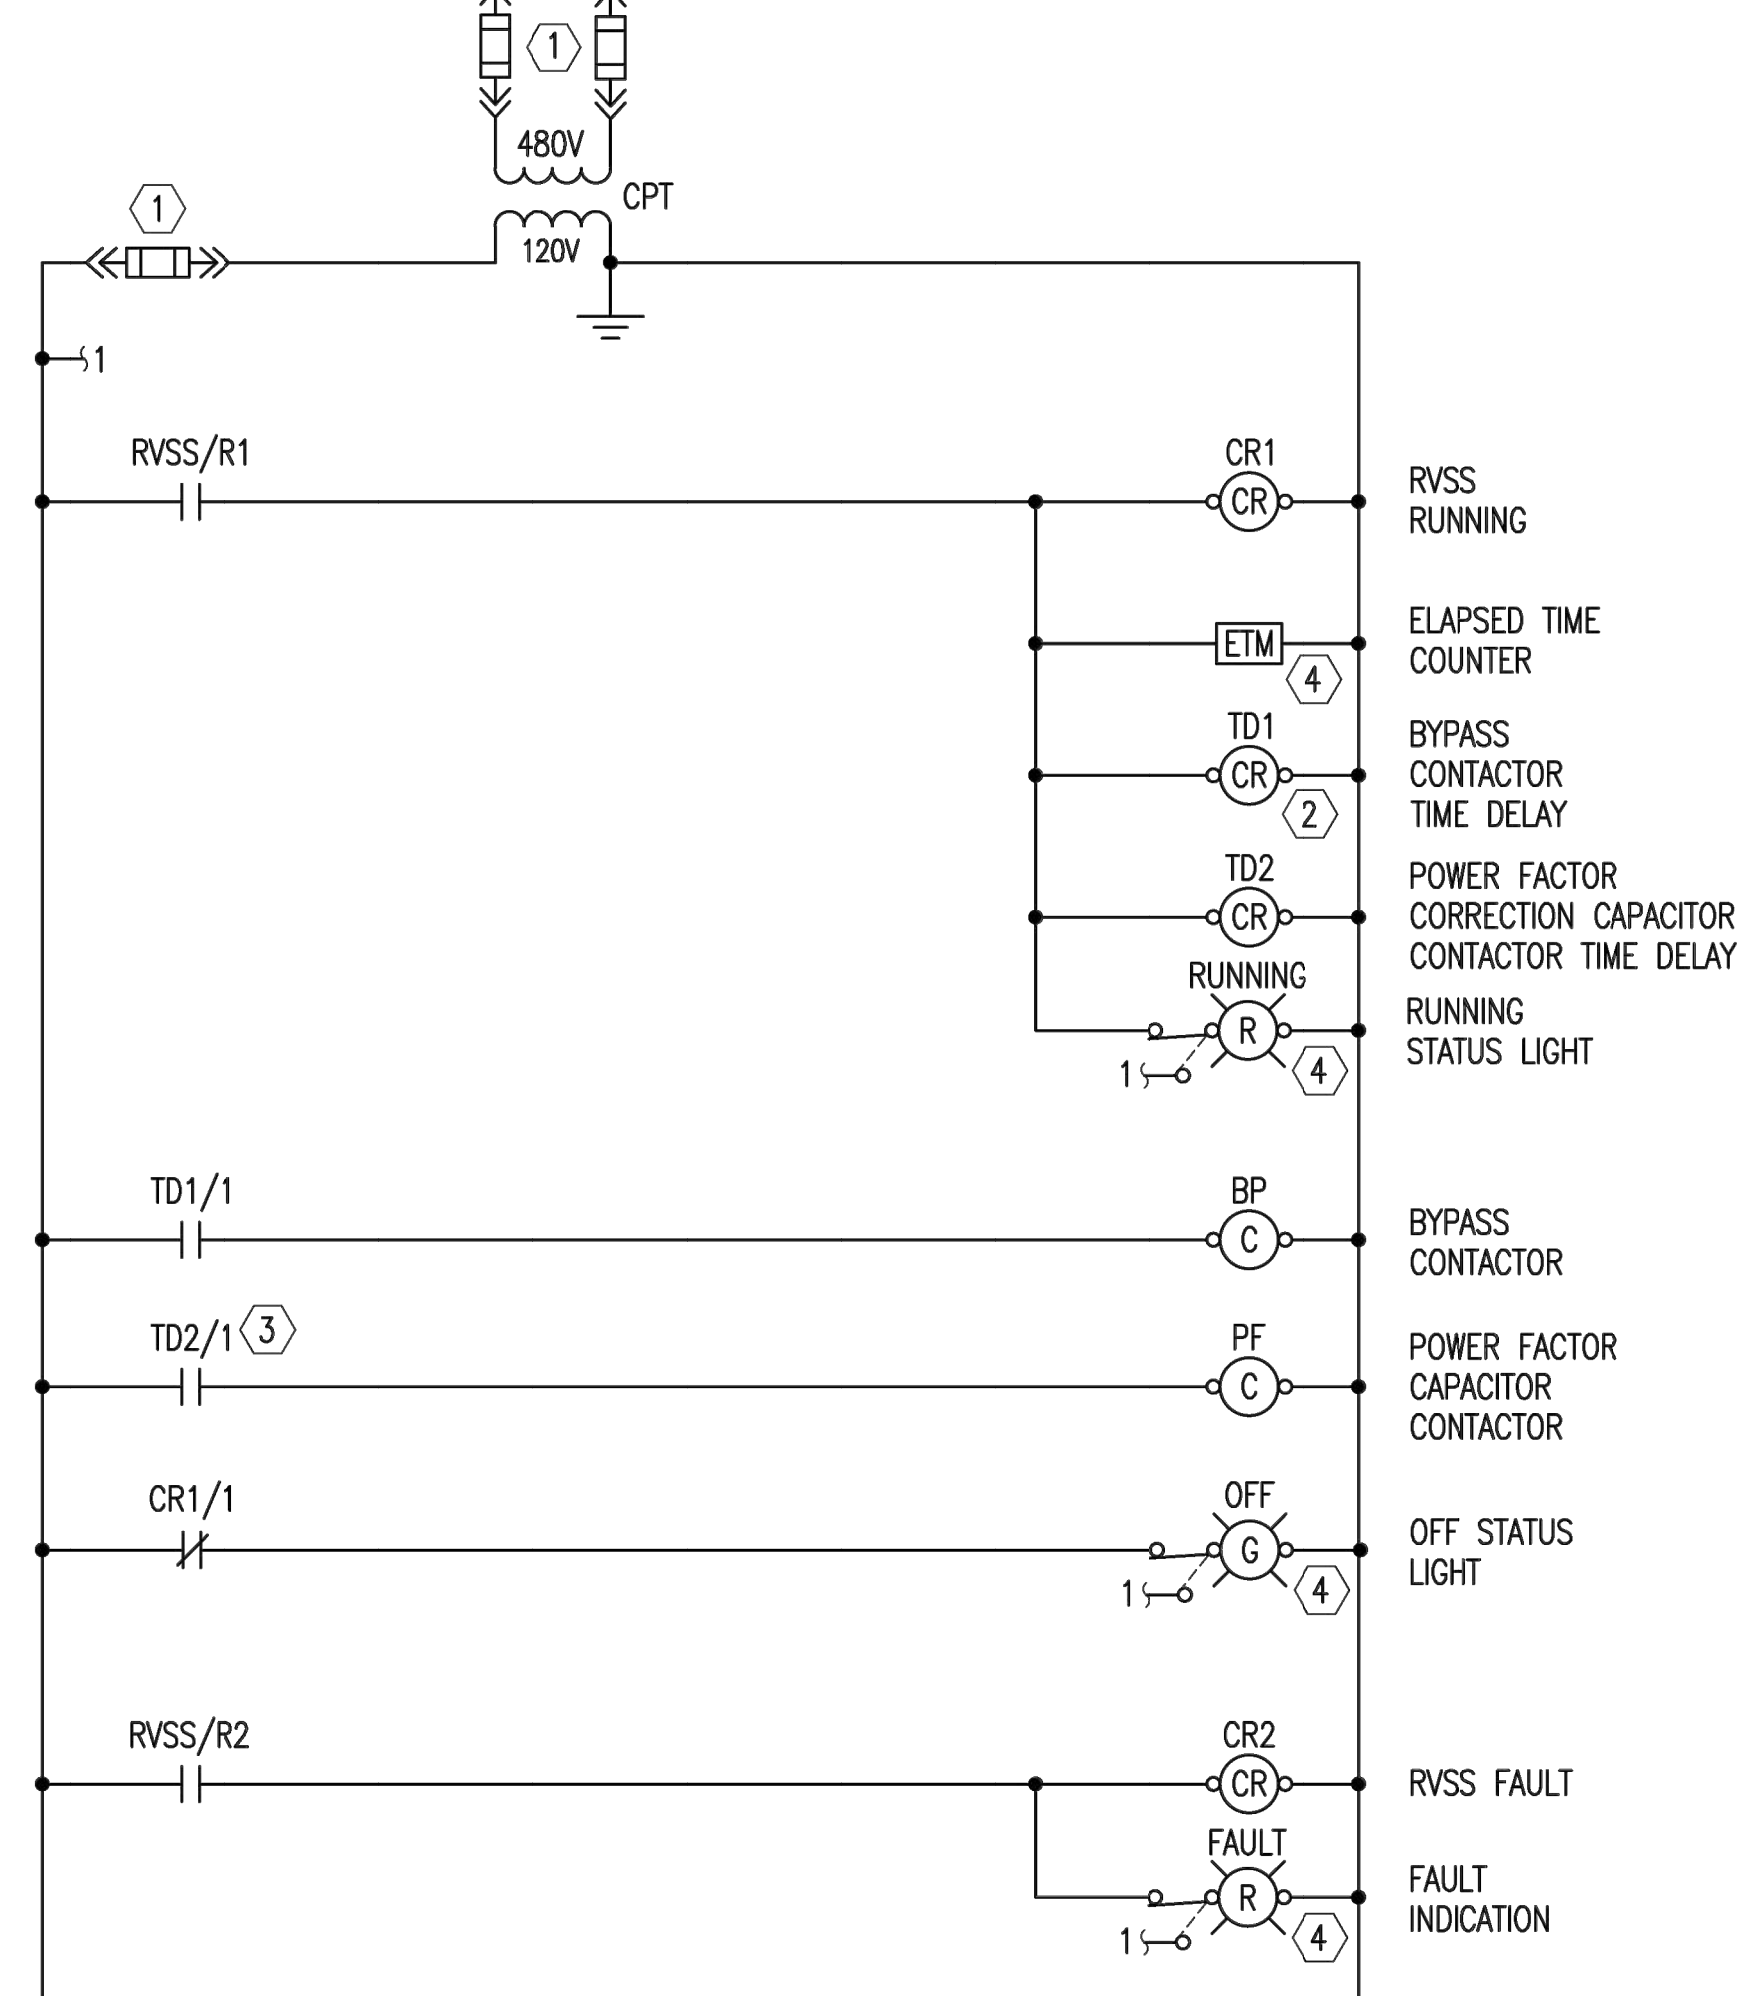 1
480V
CPT
1
120V
1
RVSS/R1
CR1
CR
RVSS
RUNNING
ETM
4
ELAPSED TIME
COUNTER
TD1
CR
2
BYPASS
CONTACTOR
TIME DELAY
TD2
CR
POWER FACTOR
CORRECTION CAPACITOR
CONTACTOR TIME DELAY
RUNNING
R
1
4
RUNNING
STATUS LIGHT
TD1/1
BP
C
BYPASS
CONTACTOR
TD2/1
3
PF
C
POWER FACTOR
CAPACITOR
CONTACTOR
CR1/1
OFF
G
1
4
OFF STATUS
LIGHT
RVSS/R2
CR2
CR
RVSS FAULT
FAULT
R
1
4
FAULT
INDICATION